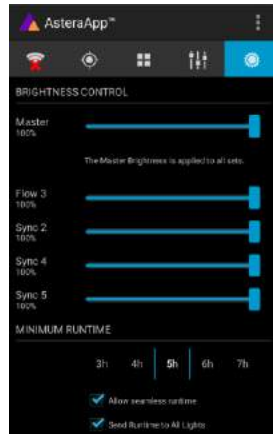 AsteraApp™
BRIGHTNESS CONTROL
Master
100%
The Master Brightness is applied to all sets.
Flow 3
100%
Sync 2
100%
Sync 4
100%
Sync 5
100%
MINIMUM RUNTIME
3h 4h 5h 6h 7h
Allow seamless runtime
Send Runtime to All Lights